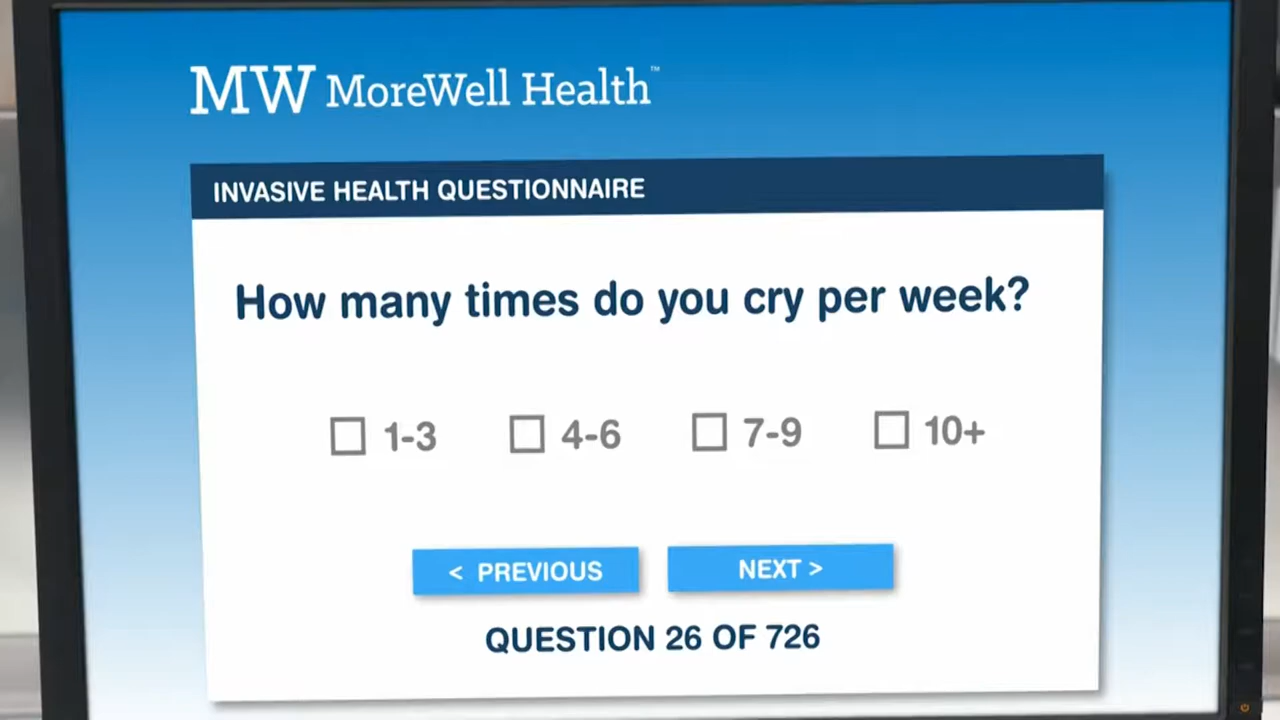 MW MoreWell Health™
INVASIVE HEALTH QUESTIONNAIRE
How many times do you cry per week?
1-3 4-6 7-9 10+
< PREVIOUS NEXT >
QUESTION 26 OF 726